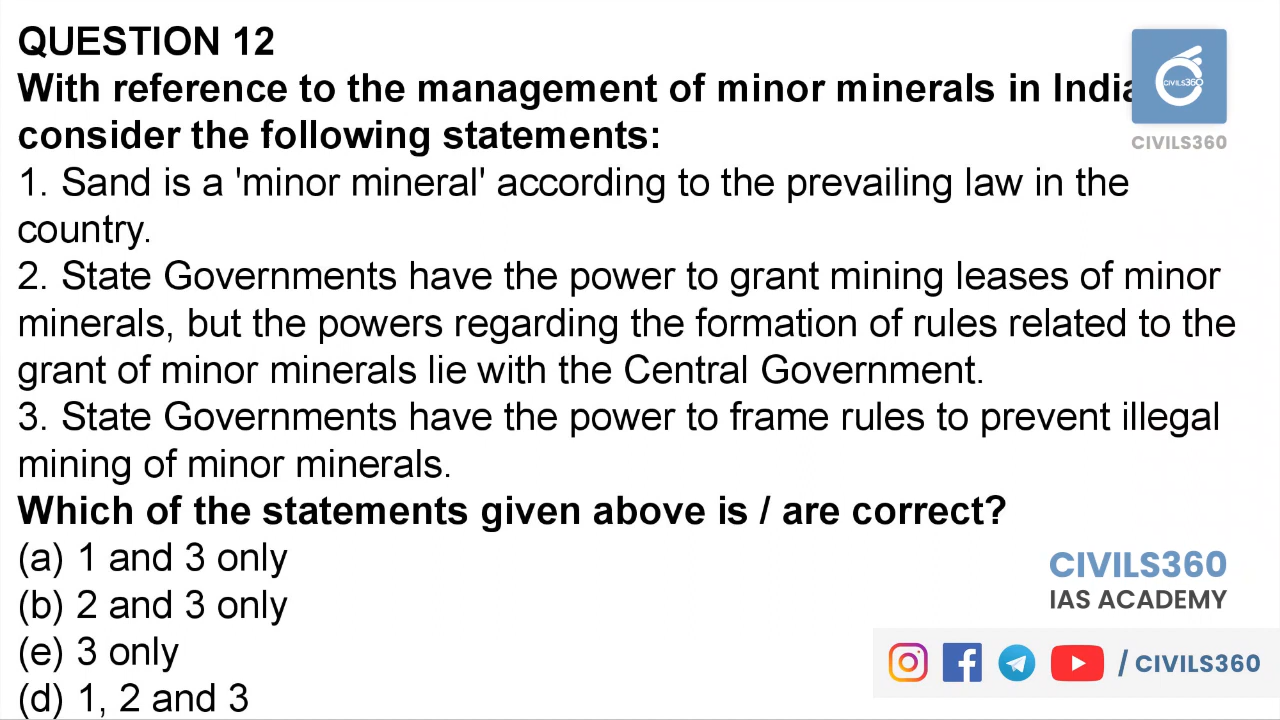 QUESTION 12
With reference to the management of minor minerals in India
consider the following statements:
1. Sand is a 'minor mineral' according to the prevailing law in the
country.
2. State Governments have the power to grant mining leases of minor
minerals, but the powers regarding the formation of rules related to the
grant of minor minerals lie with the Central Government.
3. State Governments have the power to frame rules to prevent illegal
mining of minor minerals.
Which of the statements given above is / are correct?
(a) 1 and 3 only
(b) 2 and 3 only
(e) 3 only
(d) 1, 2 and 3
CIVILS360
CIVILS360
CIVILS360
IAS ACADEMY
/ CIVILS360